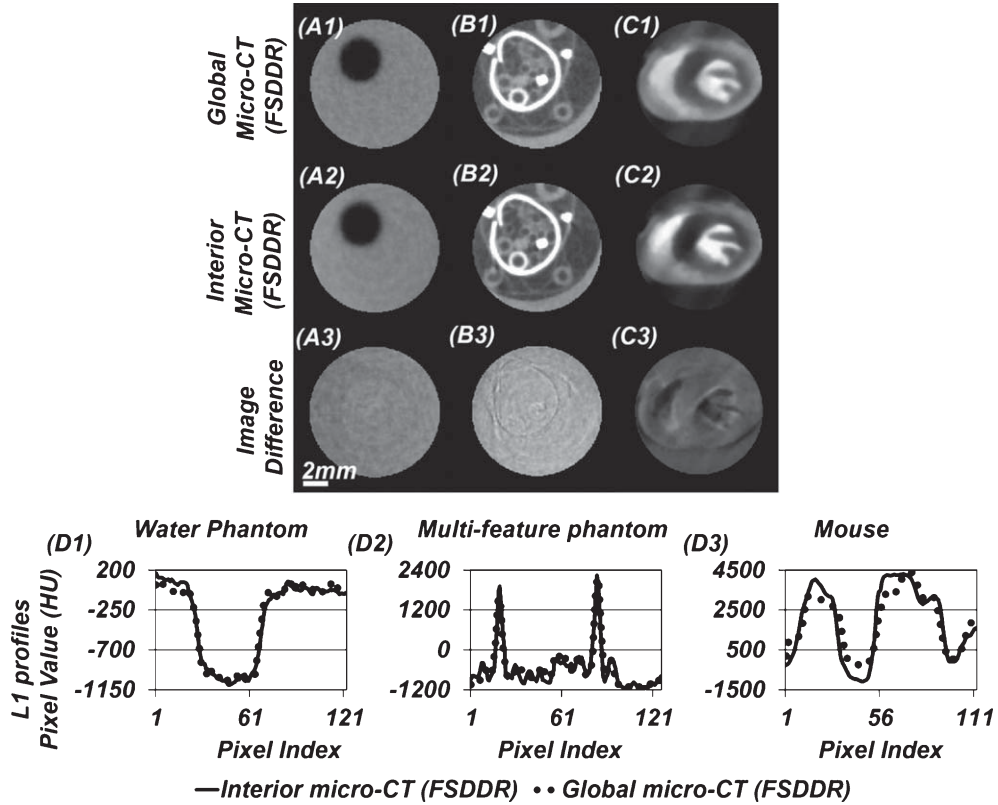 (A1) (B1) (C1)
Global
Micro-CT
(FSDDR)
(A2) (B2) (C2)
Interior
Micro-CT
(FSDDR)
(A3) (B3) (C3)
Image
Difference
2mm
Water Phantom Multi-feature phantom Mouse
(D1) (D2) (D3)
L1 profiles
Pixel Value (HU)
200
-250
-700
-1150
1 61 121
Pixel Index
2400
1200
0
-1200
1 61 121
Pixel Index
4500
2500
500
-1500
1 56 111
Pixel Index
Interior micro-CT (FSDDR) Global micro-CT (FSDDR)